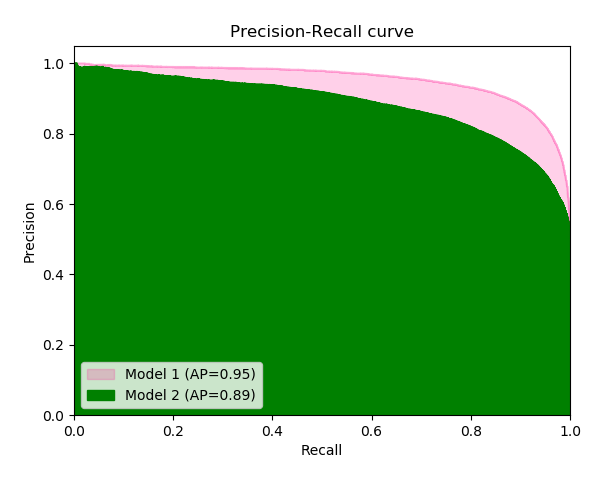 Precision-Recall curve
1.0
0.8
0.6
0.4
0.2
0.0
Precision
Model 1 (AP=0.95)
Model 2 (AP=0.89)
0.0 0.2 0.4 0.6 0.8 1.0
Recall